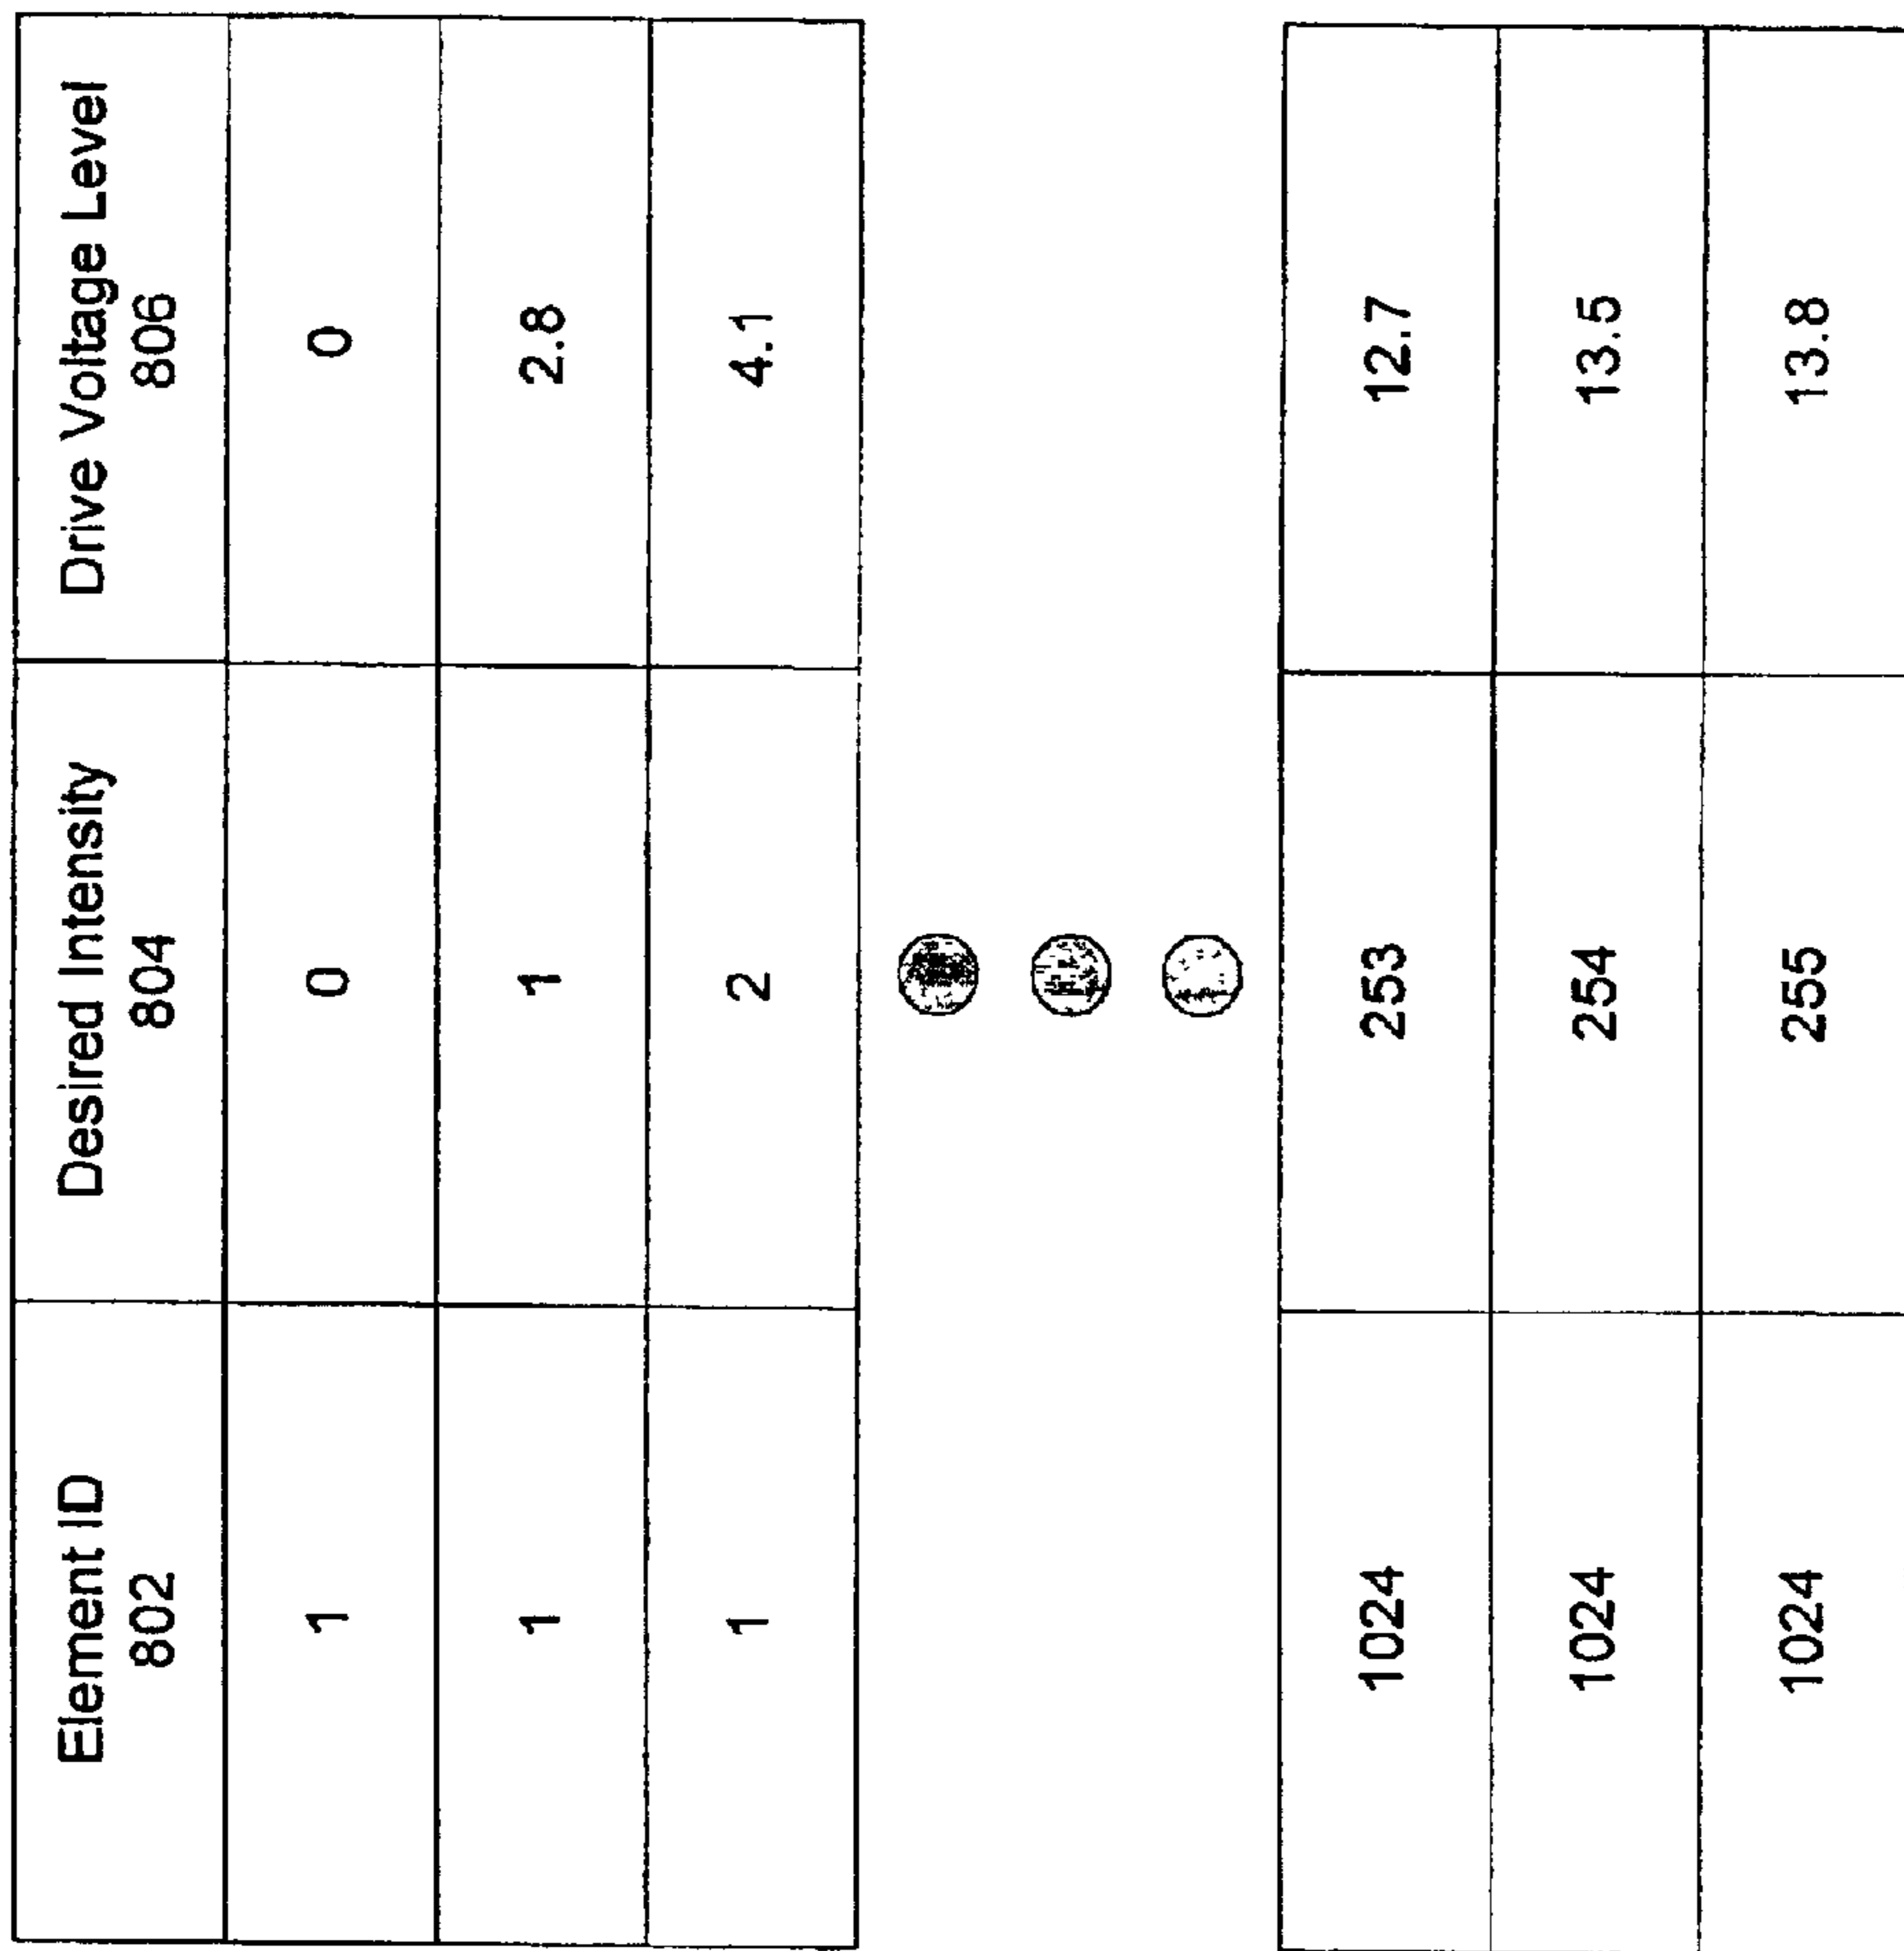 Element ID Desired Intensity Drive Voltage Level
802 804 806
1 0 0
1 1 2.8
1 2 4.1
1024 253 12.7
1024 254 13.5
1024 255 13.8